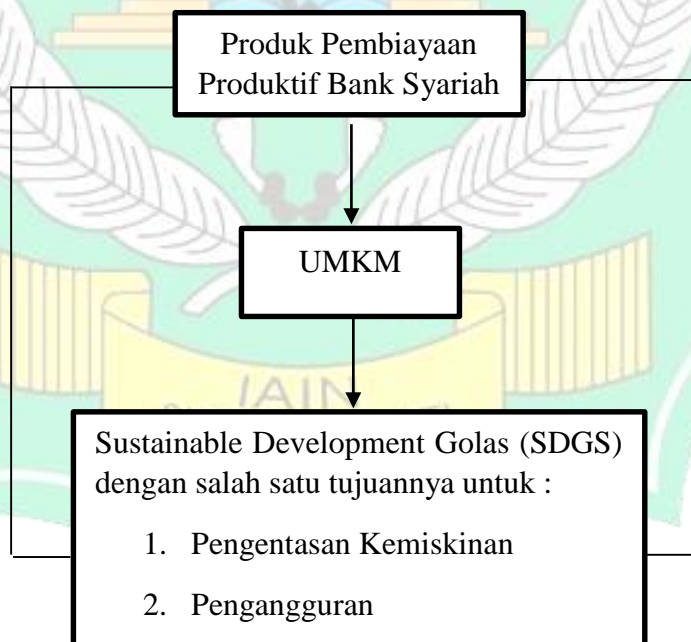 Produk Pembiayaan
Produktif Bank Syariah
UMKM
IAIN
Sustainable Development Golas (SDGS)
dengan salah satu tujuannya untuk :
1. Pengentasan Kemiskinan
2. Pengangguran